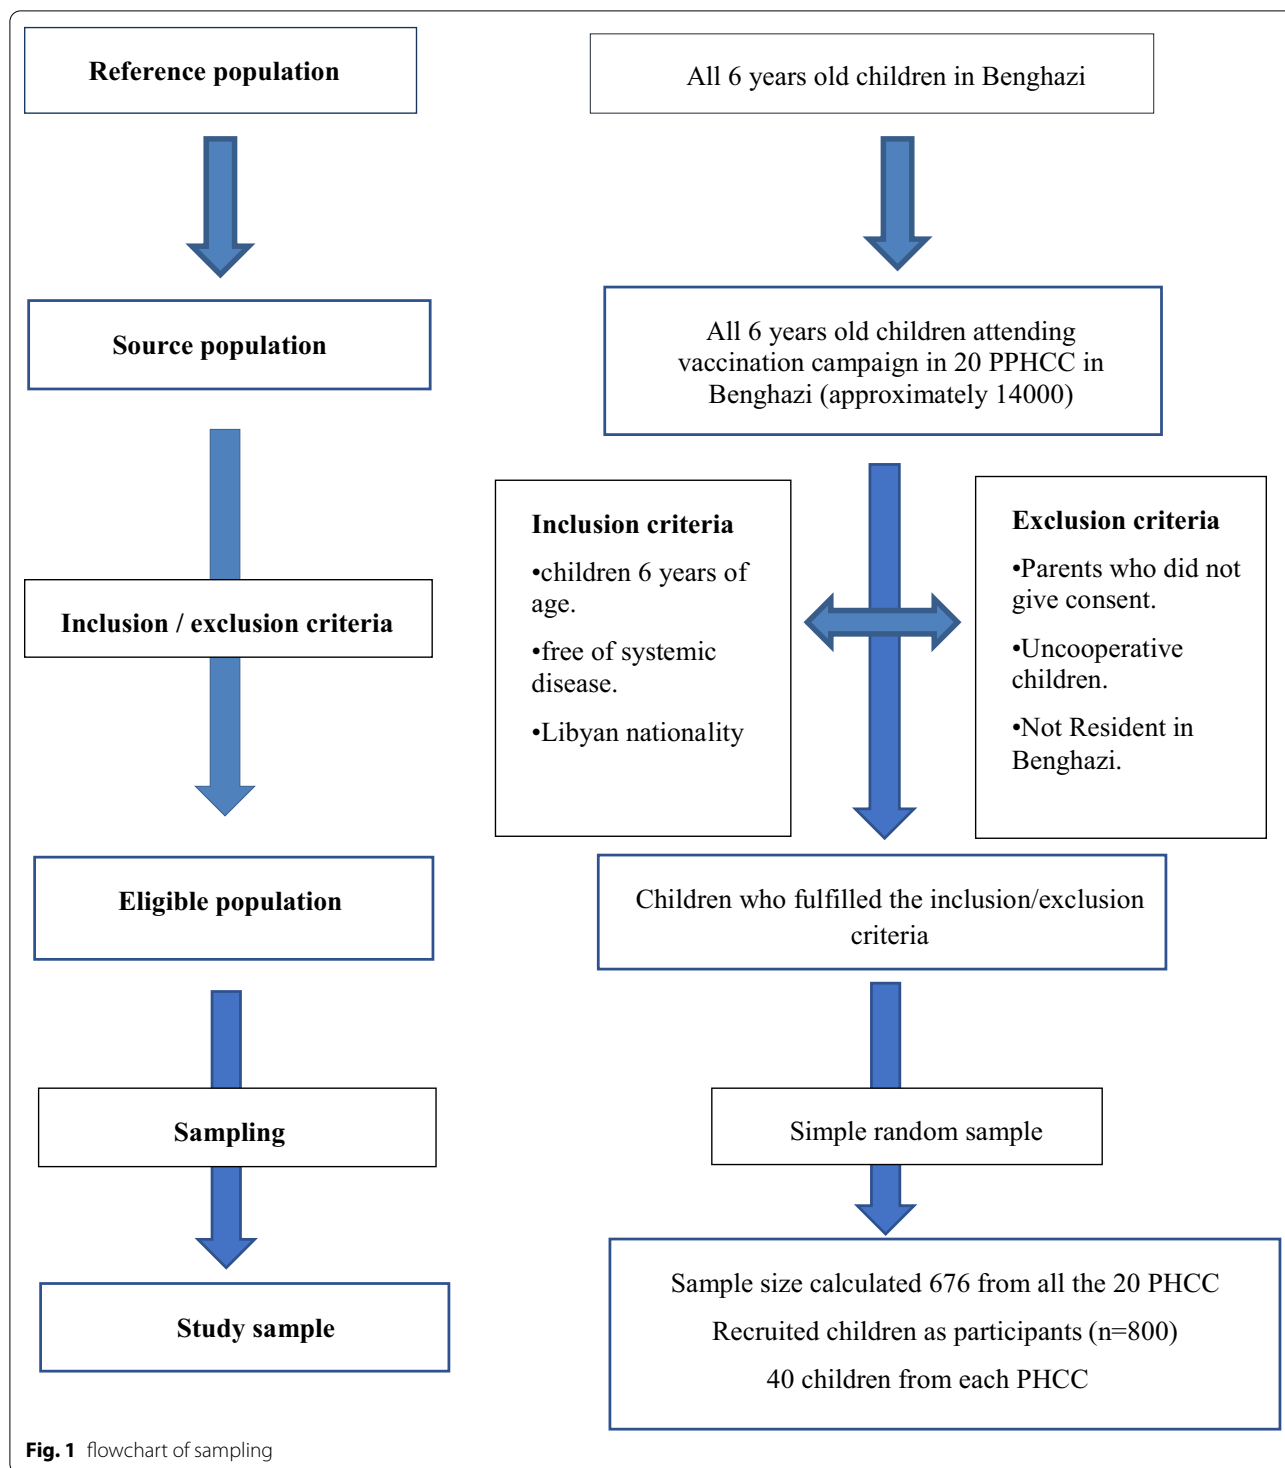 Reference population
All 6 years old children in Benghazi
Source population
All 6 years old children attending
vaccination campaign in 20 PPHCC in
Benghazi (approximately 14000)
Inclusion / exclusion criteria
Inclusion criteria
•children 6 years of
age.
•free of systemic
disease.
•Libyan nationality
Exclusion criteria
•Parents who did not
give consent.
•Uncooperative
children.
•Not Resident in
Benghazi.
Eligible population
Children who fulfilled the inclusion/exclusion
criteria
Sampling
Simple random sample
Study sample
Sample size calculated 676 from all the 20 PHCC
Recruited children as participants (n=800)
40 children from each PHCC
Fig. 1 flowchart of sampling